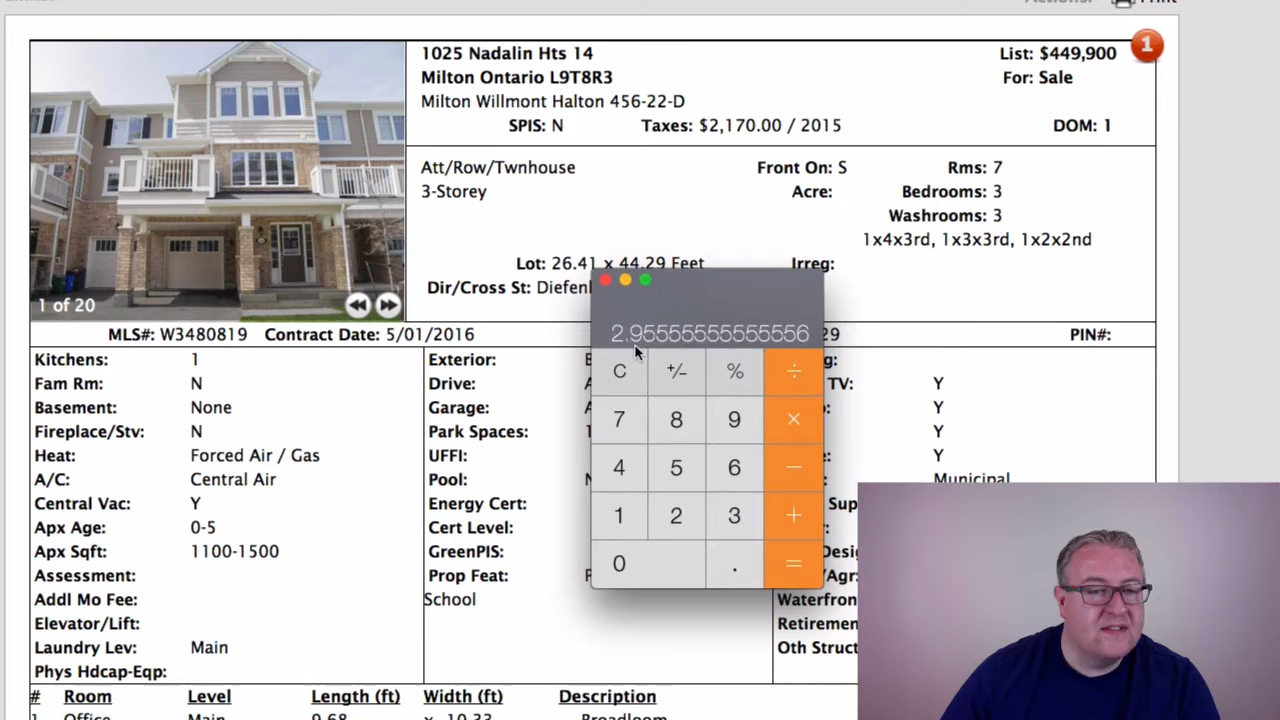 1025 Nadalin Hts 14 List: $449,900 1
Milton Ontario L9T8R3 For: Sale
Milton Willmont Halton 456-22-D
SPIS: N Taxes: $2,170.00 / 2015 DOM: 1
Att/Row/Twnhouse Front On: S Rms: 7
3-Storey Acre: Bedrooms: 3
Washrooms: 3
1x4x3rd, 1x3x3rd, 1x2x2nd
Lot: 26.41 x 44.29 Feet Irreg:
Dir/Cross St:
1 of 20
MLS#: W3480819 Contract Date: 5/01/2016 PIN#:
Kitchens: 1 Exterior:
Fam Rm: N Drive: TV: Y
Basement: None Garage: Y
Fireplace/Stv: N Park Spaces: Y
Heat: Forced Air / Gas UFFI: Y
A/C: Central Air Pool: Municipal
Central Vac: Y Energy Cert:
Apx Age: 0-5 Cert Level:
Apx Sqft: 1100-1500 GreenPIS:
Assessment: Prop Feat:
Addl Mo Fee: School
Elevator/Lift:
Laundry Lev: Main
Phys Hdcap-Eqp:
# Room Level Length (ft) Width (ft) Description
1 Office Main 9.68 x 10.33 Broadloom
2.95555555555556
C +/- % ÷
7 8 9 ×
4 5 6 −
1 2 3 +
0 . =